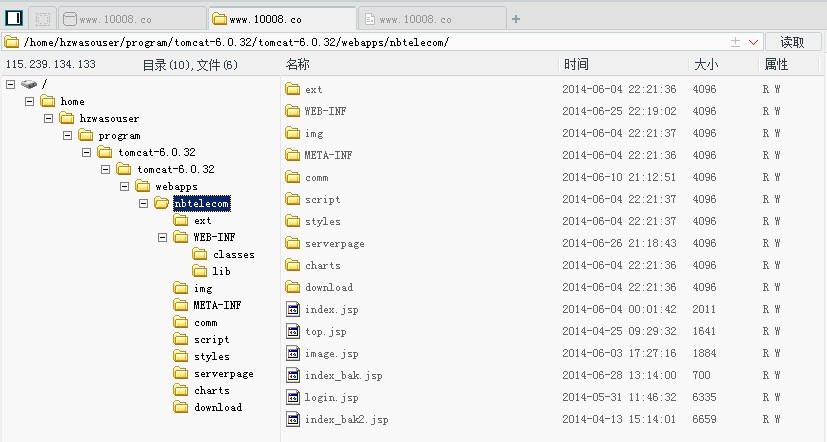 www.10008.co www.10008.co www.10008.co
/home/hzwasouser/program/tomcat-6.0.32/tomcat-6.0.32/webapps/nbtelecom/ 读取
115.239.134.133 目录(10),文件(6)
/
home
hzwasouser
program
tomcat-6.0.32
tomcat-6.0.32
webapps
nbtelecom
ext
WEB-INF
classes
lib
img
META-INF
comm
script
styles
serverpage
charts
download
名称 时间 大小 属性
ext 2014-06-04 22:21:36 4096 R W
WEB-INF 2014-06-25 22:19:02 4096 R W
img 2014-06-04 22:21:37 4096 R W
META-INF 2014-06-04 22:21:36 4096 R W
comm 2014-06-10 21:12:51 4096 R W
script 2014-06-04 22:21:37 4096 R W
styles 2014-06-04 22:21:37 4096 R W
serverpage 2014-06-26 21:18:43 4096 R W
charts 2014-06-04 22:21:36 4096 R W
download 2014-06-04 22:21:36 4096 R W
index.jsp 2014-06-04 00:01:42 2011 R W
top.jsp 2014-04-25 09:29:32 1641 R W
image.jsp 2014-06-03 17:27:16 1884 R W
index_bak.jsp 2014-06-28 13:14:00 700 R W
login.jsp 2014-05-31 11:46:32 6335 R W
index_bak2.jsp 2014-04-13 15:14:01 6659 R W